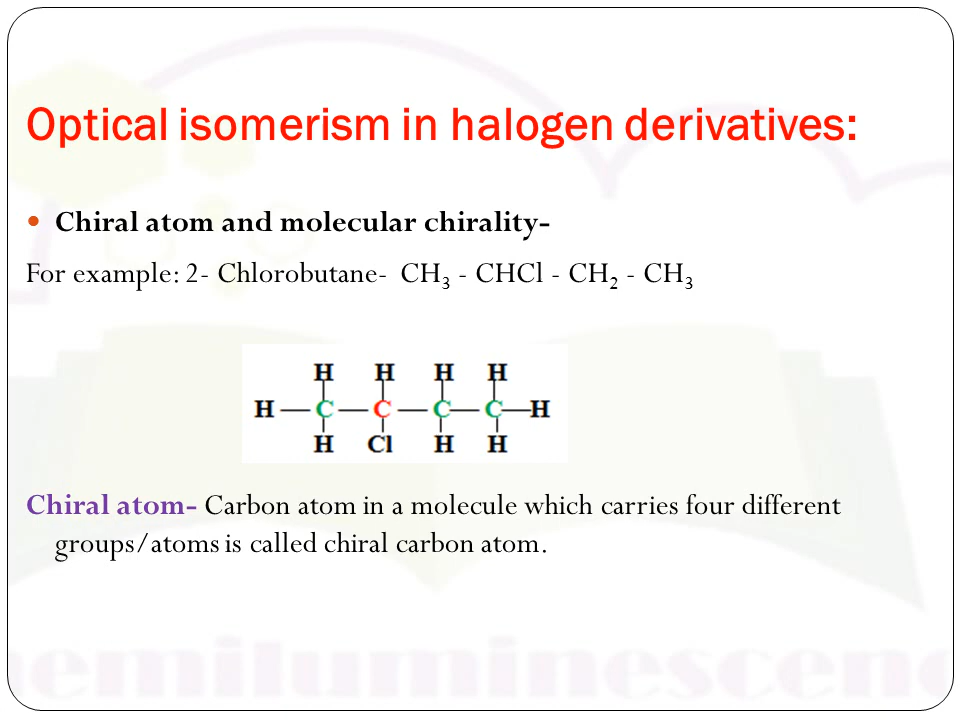 Optical isomerism in halogen derivatives:
Chiral atom and molecular chirality-
For example: 2- Chlorobutane- CH₃ - CHCl - CH₂ - CH₃
H H H H
H — C — C — C — C — H
H Cl H H
Chiral atom- Carbon atom in a molecule which carries four different
groups/atoms is called chiral carbon atom.
hemiluminescenc